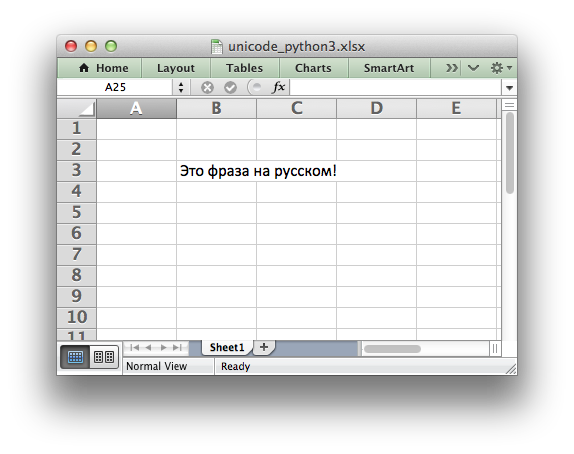 unicode_python3.xlsx
Home Layout Tables Charts SmartArt
A25 fx
A B C D E
1
2
3 Это фраза на русском!
4
5
6
7
8
9
10
11
Sheet1
Normal View Ready